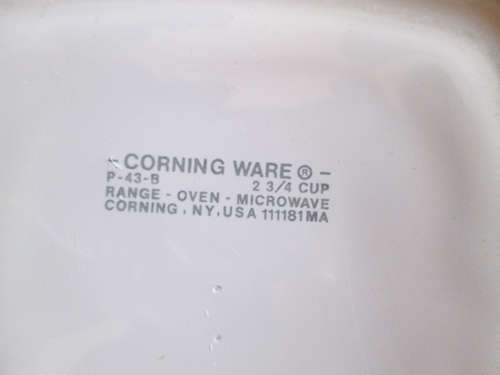 - CORNING WARE ® -
P-43-B 2 3/4 CUP
RANGE - OVEN - MICROWAVE
CORNING , NY, USA 111181MA